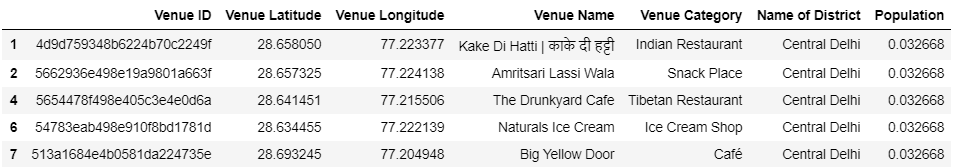 Venue ID Venue Latitude Venue Longitude Venue Name Venue Category Name of District Population
1 4d9d759348b6224b70c2249f 28.658050 77.223377 Kake Di Hatti | काके दी हट्टी Indian Restaurant Central Delhi 0.032668
2 5662936e498e19a9801a663f 28.657325 77.224138 Amritsari Lassi Wala Snack Place Central Delhi 0.032668
4 5654478f498e405c3e4e0d6a 28.641451 77.215506 The Drunkyard Cafe Tibetan Restaurant Central Delhi 0.032668
6 54783eab498e910f8bd1781d 28.634455 77.222139 Naturals Ice Cream Ice Cream Shop Central Delhi 0.032668
7 513a1684e4b0581da224735e 28.693245 77.204948 Big Yellow Door Café Central Delhi 0.032668